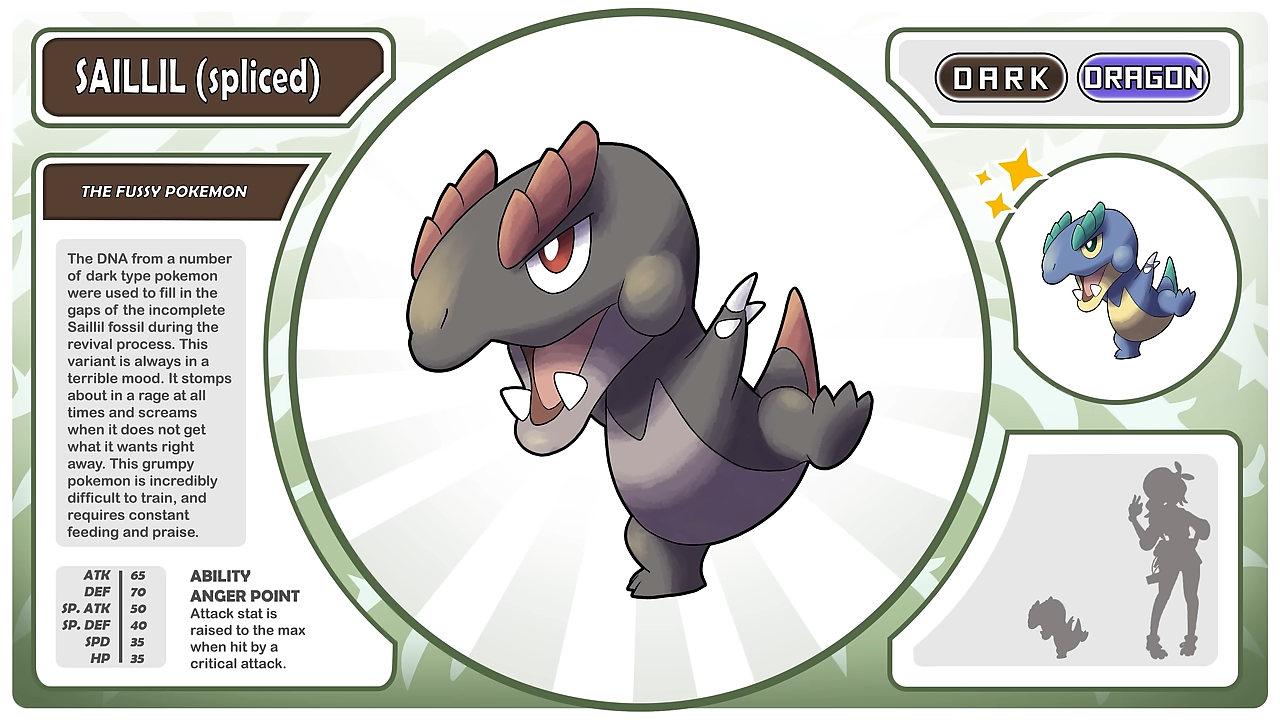 SAILLIL (spliced)
DARK
DRAGON
THE FUSSY POKEMON
The DNA from a number
of dark type pokemon
were used to fill in the
gaps of the incomplete
Saillil fossil during the
revival process. This
variant is always in a
terrible mood. It stomps
about in a rage at all
times and screams
when it does not get
what it wants right
away. This grumpy
pokemon is incredibly
difficult to train, and
requires constant
feeding and praise.
ATK 65
DEF 70
SP. ATK 50
SP. DEF 40
SPD 35
HP 35
ABILITY
ANGER POINT
Attack stat is
raised to the max
when hit by a
critical attack.